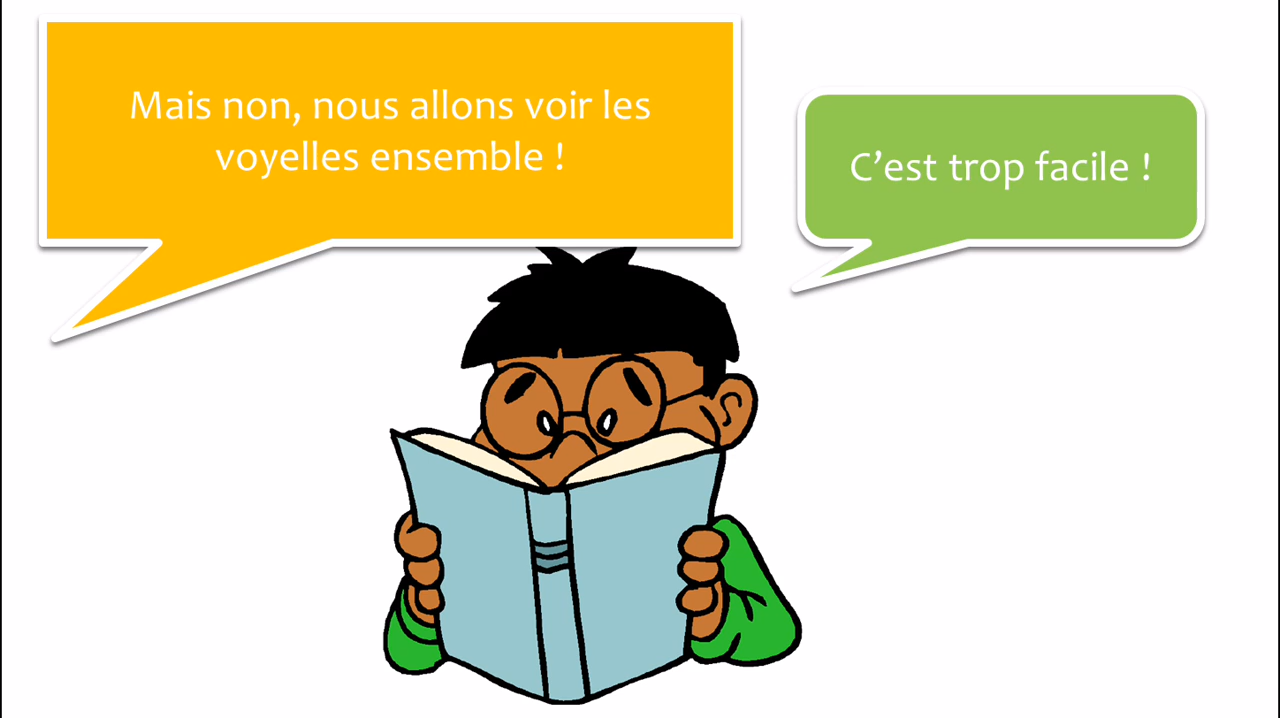 Mais non, nous allons voir les
voyelles ensemble !
C’est trop facile !